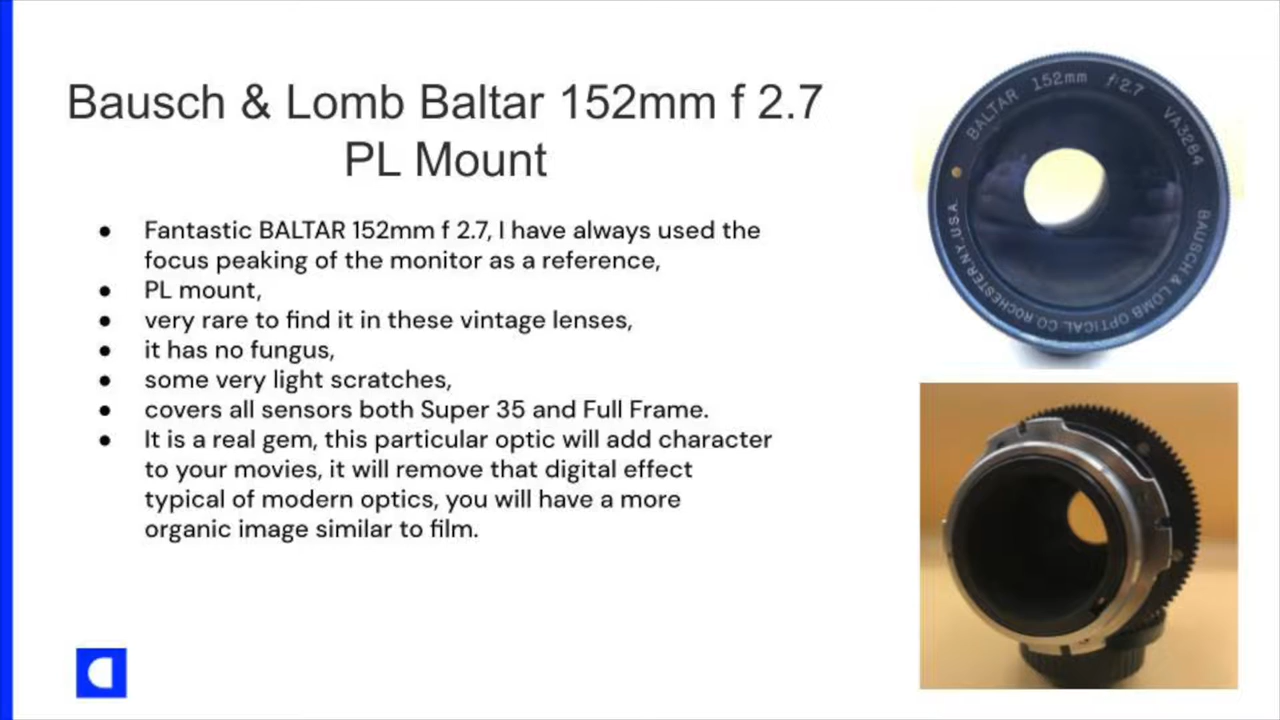 Bausch & Lomb Baltar 152mm f 2.7
PL Mount
● Fantastic BALTAR 152mm f 2.7, I have always used the
focus peaking of the monitor as a reference,
● PL mount,
● very rare to find it in these vintage lenses,
● it has no fungus,
● some very light scratches,
● covers all sensors both Super 35 and Full Frame.
● It is a real gem, this particular optic will add character
to your movies, it will remove that digital effect
typical of modern optics, you will have a more
organic image similar to film.
BALTAR 152mm f:2.7 VA3284
BAUSCH & LOMB OPTICAL CO. ROCHESTER, N.Y., U.S.A.